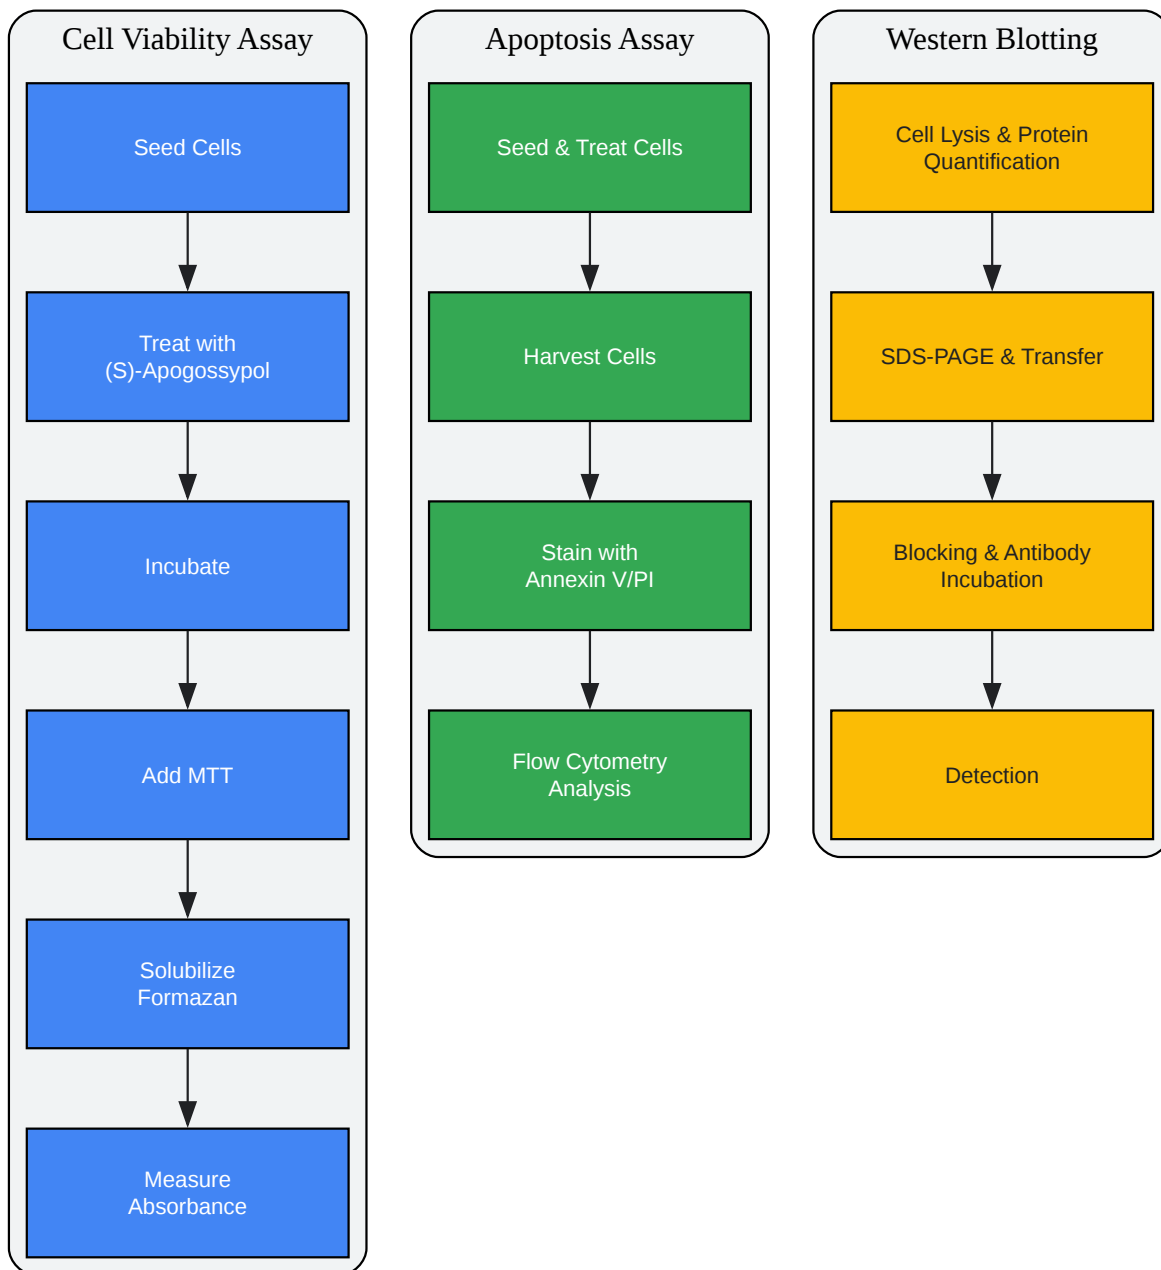 Cell Viability Assay
Seed Cells
Treat with
(S)-Apogossypol
Incubate
Add MTT
Solubilize
Formazan
Measure
Absorbance
Apoptosis Assay
Seed & Treat Cells
Harvest Cells
Stain with
Annexin V/PI
Flow Cytometry
Analysis
Western Blotting
Cell Lysis & Protein
Quantification
SDS-PAGE & Transfer
Blocking & Antibody
Incubation
Detection